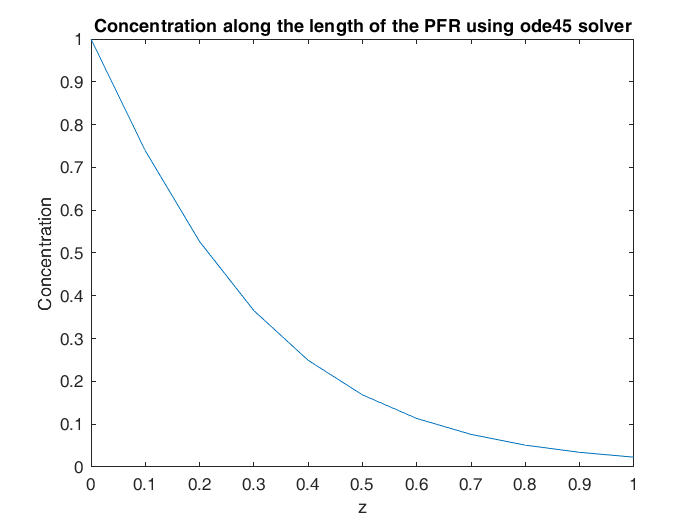 Concentration along the length of the PFR using ode45 solver
1
0.9
0.8
0.7
0.6
0.5
0.4
0.3
0.2
0.1
0
Concentration
0 0.1 0.2 0.3 0.4 0.5 0.6 0.7 0.8 0.9 1
z